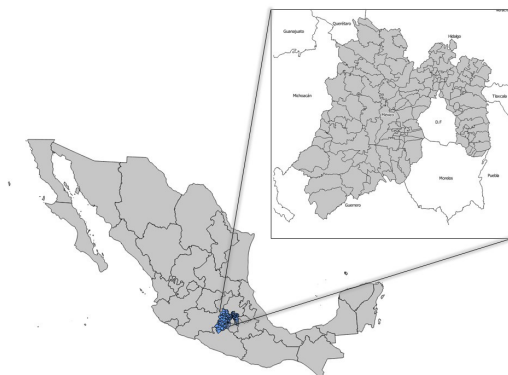 Querétaro
Guanajuato
Hidalgo
Tlaxcala
Michoacán
D.F
Morelos
Puebla
Guerrero